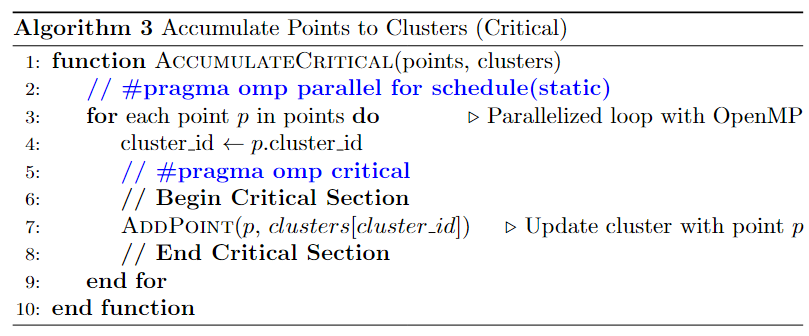 Algorithm 3 Accumulate Points to Clusters (Critical)
1: function ACCUMULATECRITICAL(points, clusters)
2: // #pragma omp parallel for schedule(static)
3: for each point p in points do ▷ Parallelized loop with OpenMP
4: cluster_id ← p.cluster_id
5: // #pragma omp critical
6: // Begin Critical Section
7: ADDPOINT(p, clusters[cluster_id]) ▷ Update cluster with point p
8: // End Critical Section
9: end for
10: end function